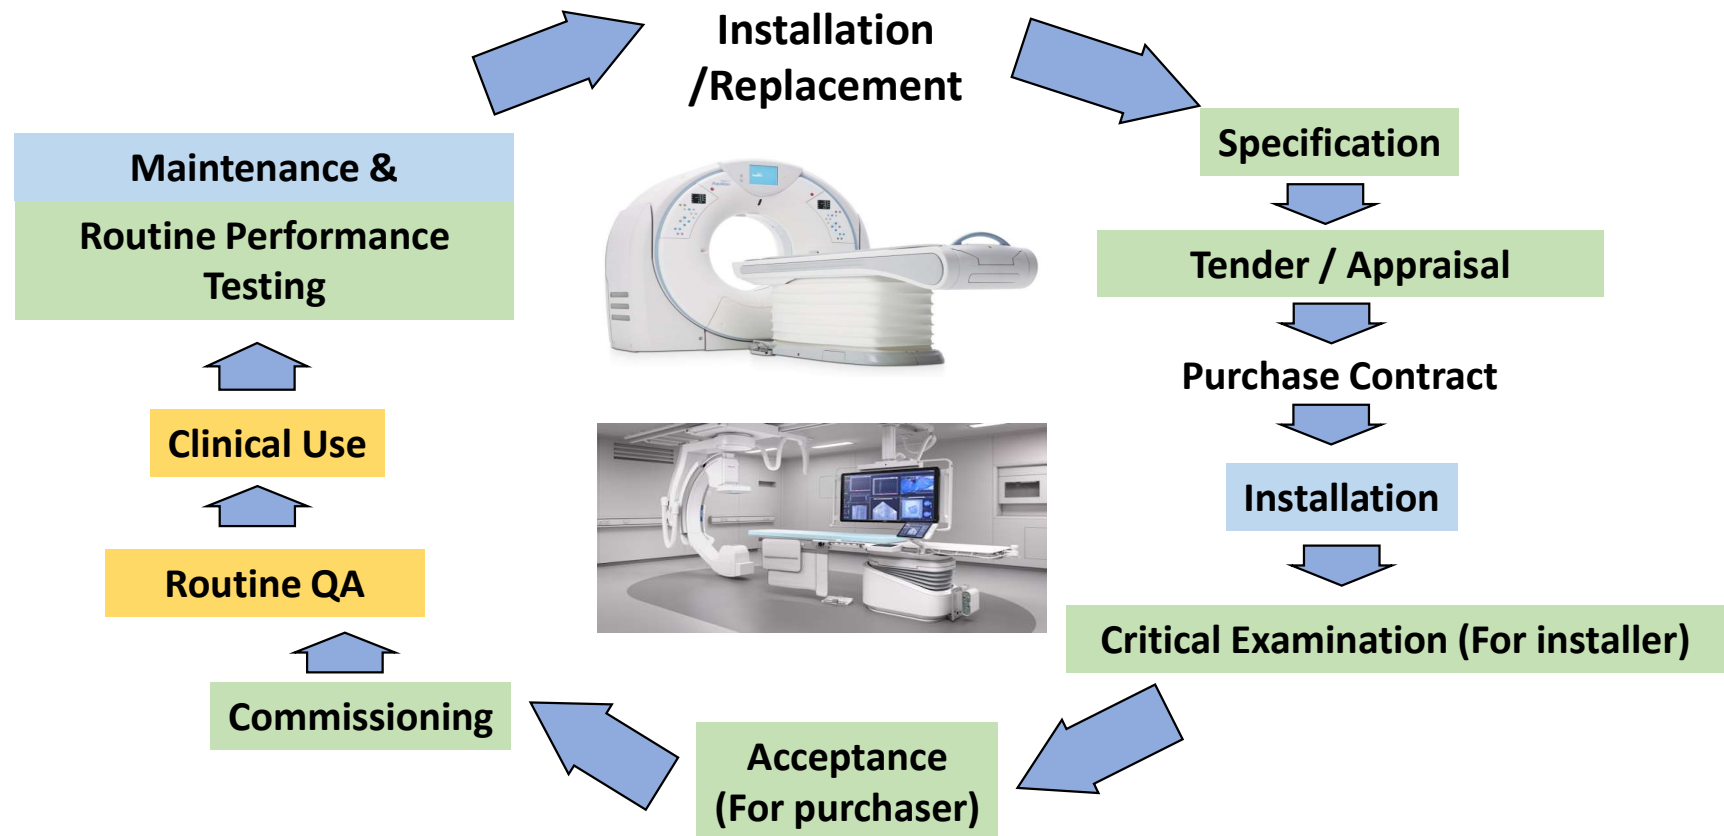 Installation
/Replacement
Specification
Tender / Appraisal
Purchase Contract
Installation
Critical Examination (For installer)
Acceptance
(For purchaser)
Commissioning
Routine QA
Clinical Use
Maintenance &
Routine Performance
Testing